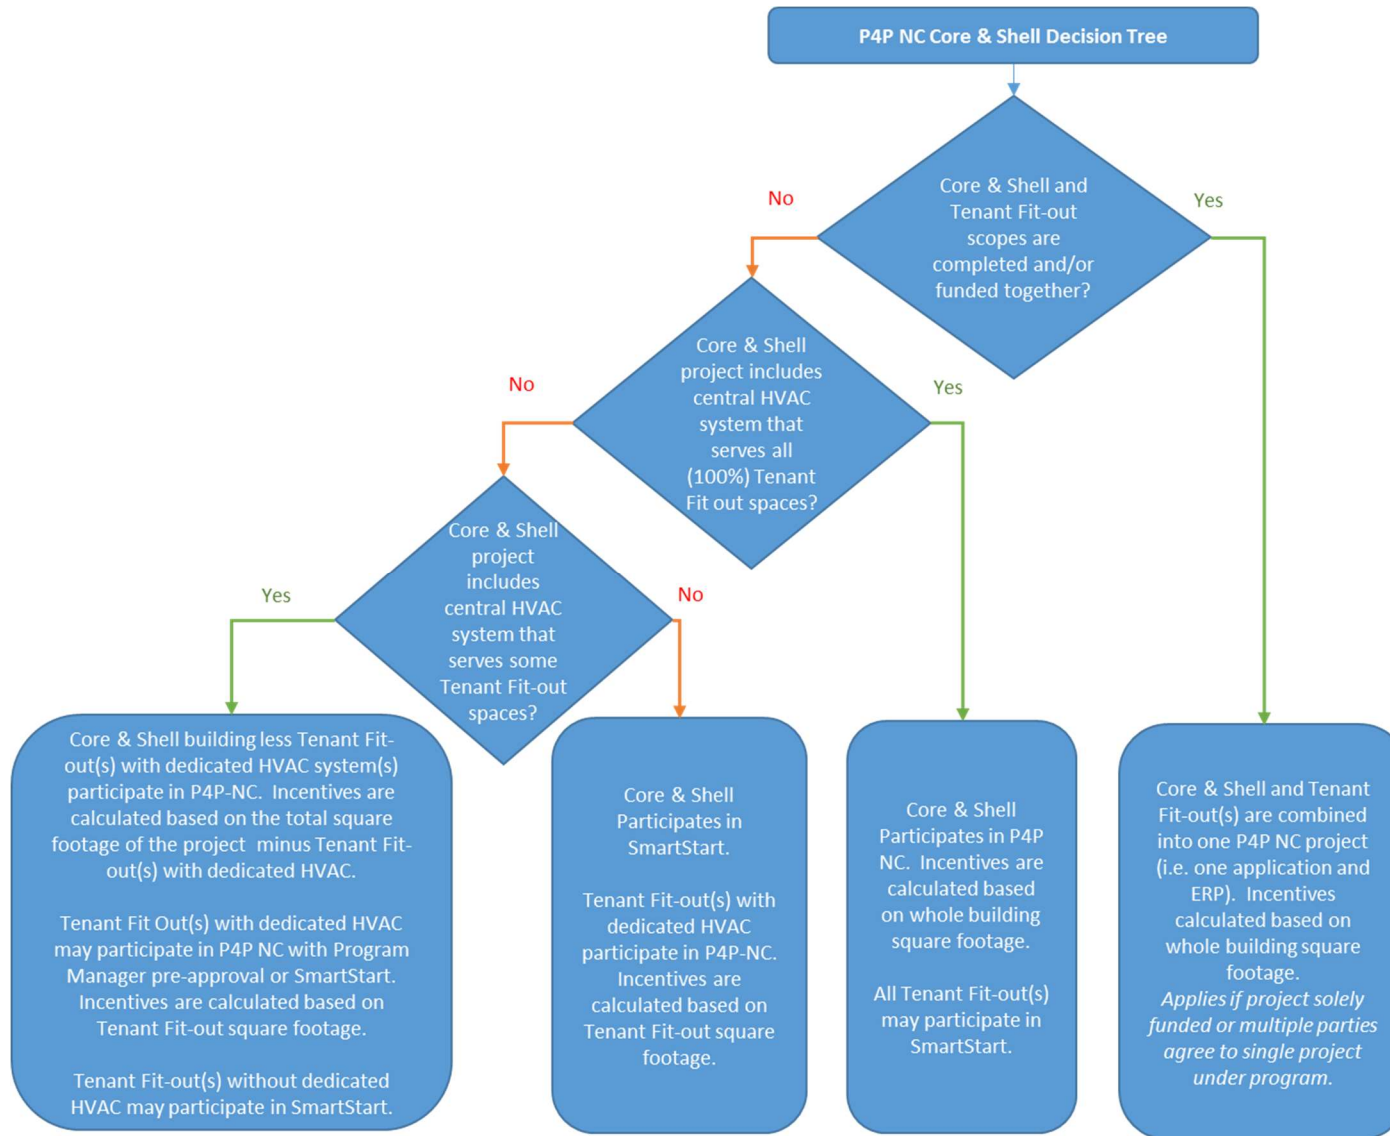 P4P NC Core & Shell Decision Tree
Core & Shell and
Tenant Fit-out
scopes are
completed and/or
funded together?
No
Yes
Core & Shell
project includes
central HVAC
system that
serves all
(100%) Tenant
Fit out spaces?
No
Yes
Core & Shell
project
includes
central HVAC
system that
serves some
Tenant Fit-out
spaces?
Yes
No
Core & Shell building less Tenant Fit-
out(s) with dedicated HVAC system(s)
participate in P4P-NC.  Incentives are
calculated based on the total square
footage of the project  minus Tenant Fit-
out(s) with dedicated HVAC.
Tenant Fit Out(s) with dedicated HVAC
may participate in P4P NC with Program
Manager pre-approval or SmartStart.
Incentives are calculated based on
Tenant Fit-out square footage.
Tenant Fit-out(s) without dedicated
HVAC may participate in SmartStart.
Core & Shell
Participates in
SmartStart.
Tenant Fit-out(s) with
dedicated HVAC
participate in P4P-NC.
Incentives are
calculated based on
Tenant Fit-out square
footage.
Core & Shell
Participates in P4P
NC.  Incentives are
calculated based
on whole building
square footage.
All Tenant Fit-out(s)
may participate in
SmartStart.
Core & Shell and Tenant
Fit-out(s) are combined
into one P4P NC project
(i.e. one application and
ERP).  Incentives
calculated based on
whole building square
footage.
Applies if project solely
funded or multiple parties
agree to single project
under program.